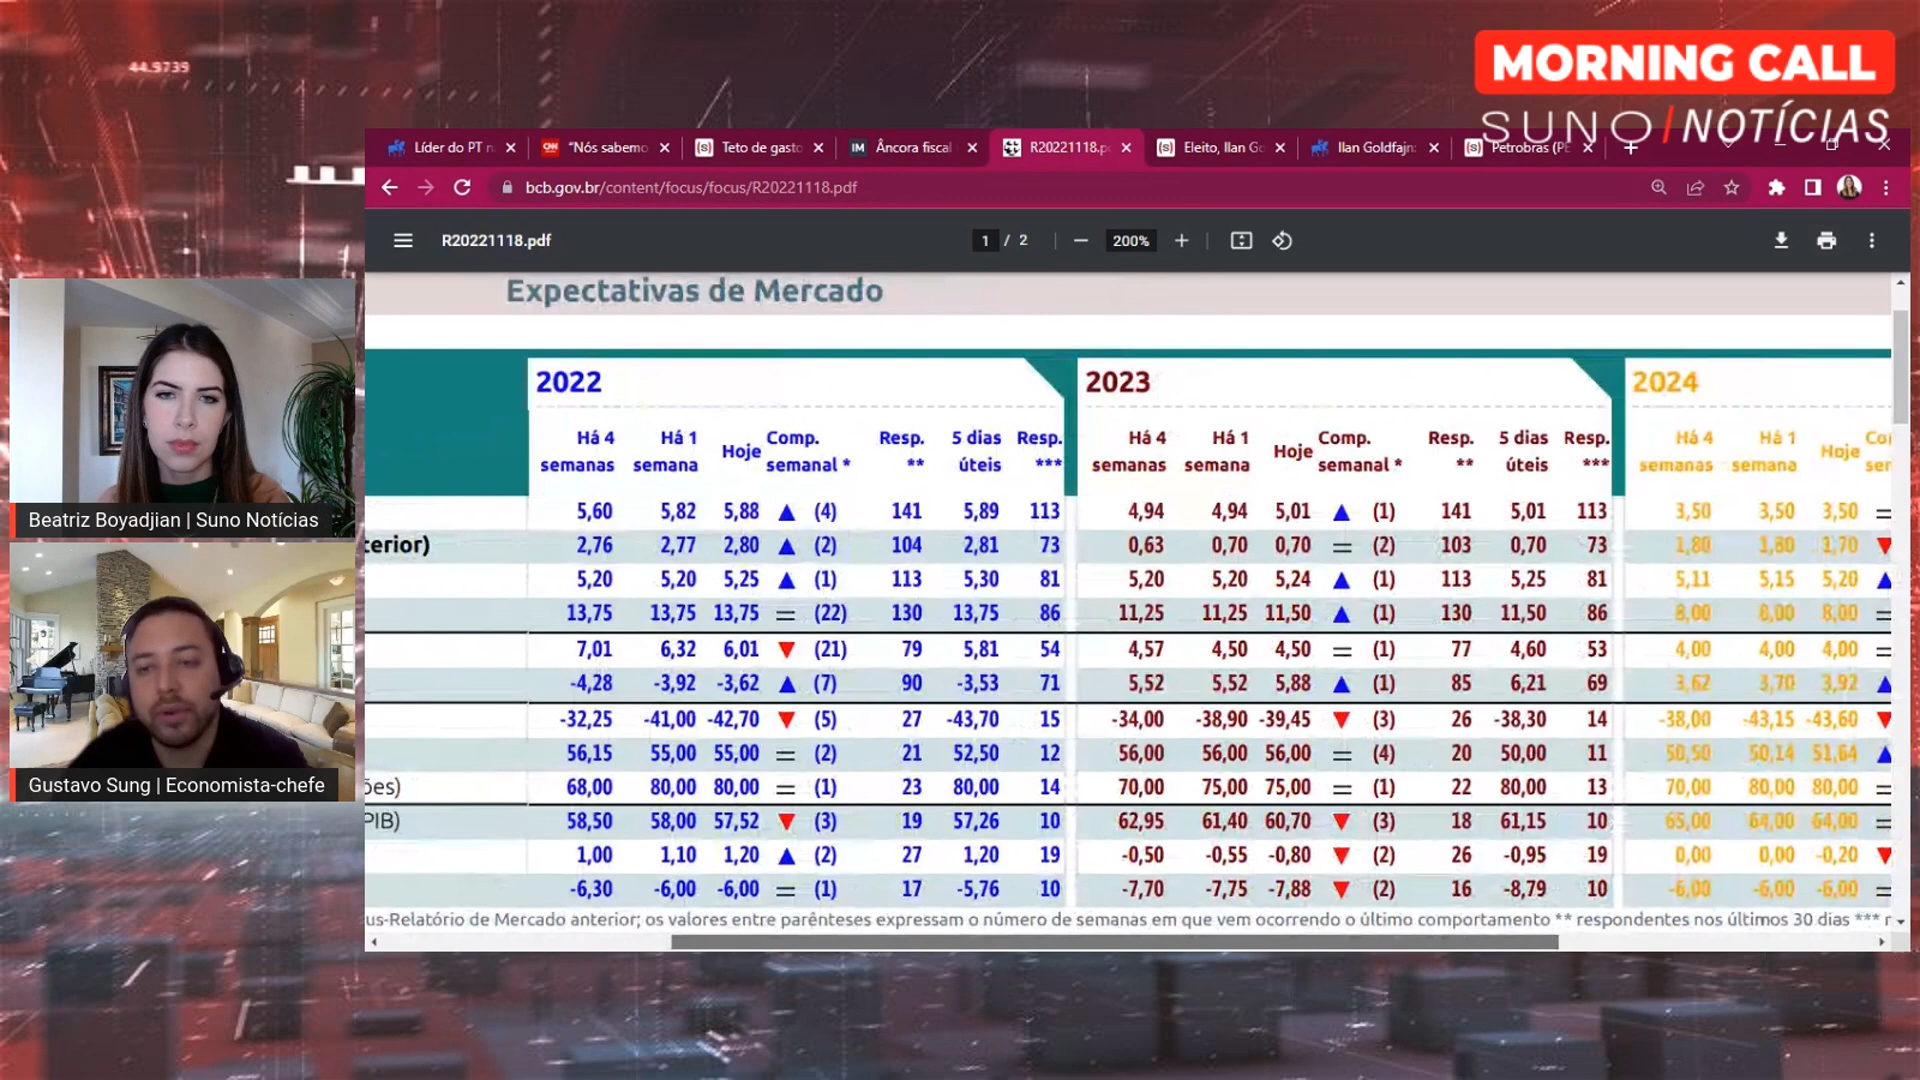 44.9739
MORNING CALL
SUNO/NOTÍCIAS
Líder do PT n
"Nós sabemo
Teto de gasto
Âncora fiscal
R20221118.p
Eleito, Ilan G
Ilan Goldfajn:
Petrobras (PE
bcb.gov.br/content/focus/focus/R20221118.pdf
R20221118.pdf
1 / 2
200%
Expectativas de Mercado
2022 2023 2024
Há 4 semanas Há 1 semana Hoje Comp. semanal * Resp. ** 5 dias úteis Resp. *** Há 4 semanas Há 1 semana Hoje Comp. semanal * Resp. ** 5 dias úteis Resp. *** Há 4 semanas Há 1 semana Hoje
5,60 5,82 5,88 ▲ (4) 141 5,89 113 4,94 4,94 5,01 ▲ (1) 141 5,01 113 3,50 3,50 3,50 =
terior) 2,76 2,77 2,80 ▲ (2) 104 2,81 73 0,63 0,70 0,70 = (2) 103 0,70 73 1,80 1,80 1,70 ▼
5,20 5,20 5,25 ▲ (1) 113 5,30 81 5,20 5,20 5,24 ▲ (1) 113 5,25 81 5,11 5,15 5,20 ▲
13,75 13,75 13,75 = (22) 130 13,75 86 11,25 11,25 11,50 ▲ (1) 130 11,50 86 8,00 8,00 8,00 =
7,01 6,32 6,01 ▼ (21) 79 5,81 54 4,57 4,50 4,50 = (1) 77 4,60 53 4,00 4,00 4,00 =
-4,28 -3,92 -3,62 ▲ (7) 90 -3,53 71 5,52 5,52 5,88 ▲ (1) 85 6,21 69 3,62 3,70 3,92 ▲
-32,25 -41,00 -42,70 ▼ (5) 27 -43,70 15 -34,00 -38,90 -39,45 ▼ (3) 26 -38,30 14 -38,00 -43,15 -43,60 ▼
56,15 55,00 55,00 = (2) 21 52,50 12 56,00 56,00 56,00 = (4) 20 50,00 11 50,50 50,14 51,64 ▲
ões) 68,00 80,00 80,00 = (1) 23 80,00 14 70,00 75,00 75,00 = (1) 22 80,00 13 70,00 80,00 80,00 =
PIB) 58,50 58,00 57,52 ▼ (3) 19 57,26 10 62,95 61,40 60,70 ▼ (3) 18 61,15 10 65,00 64,00 64,00 =
1,00 1,10 1,20 ▲ (2) 27 1,20 19 -0,50 -0,55 -0,80 ▼ (2) 26 -0,95 19 0,00 0,00 -0,20 ▼
-6,30 -6,00 -6,00 = (1) 17 -5,76 10 -7,70 -7,75 -7,88 ▼ (2) 16 -8,79 10 -6,00 -6,00 -6,00 =
us-Relatório de Mercado anterior; os valores entre parênteses expressam o número de semanas em que vem ocorrendo o último comportamento ** respondentes nos últimos 30 dias *** r
Beatriz Boyadjian | Suno Notícias
Gustavo Sung | Economista-chefe